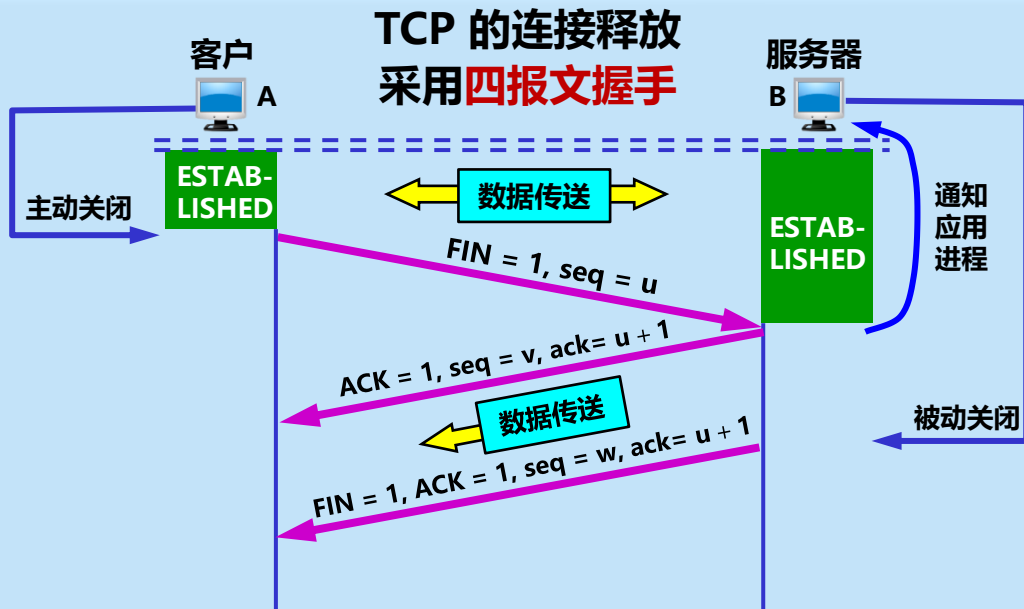 TCP 的连接释放
采用四报文握手
客户
服务器
A
B
ESTAB-
LISHED
数据传送
主动关闭
ESTAB-
LISHED
通知
应用
进程
FIN = 1, seq = u
ACK = 1, seq = v, ack= u + 1
数据传送
被动关闭
FIN = 1, ACK = 1, seq = w, ack= u + 1